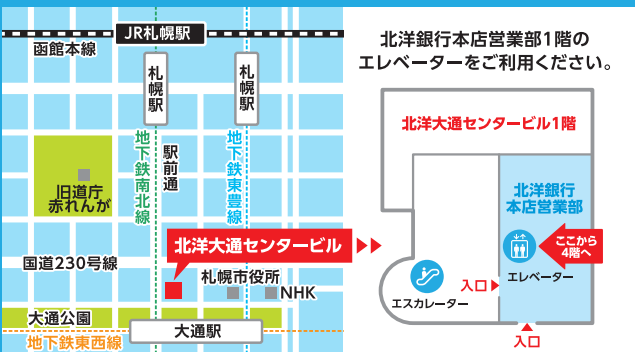 JR札幌駅
函館本線
札幌駅
札幌駅
地下鉄南北線
駅前通
地下鉄東豊線
旧道庁
赤れんが
北洋大通センタービル
国道230号線
札幌市役所
NHK
大通公園
大通駅
地下鉄東西線
北洋銀行本店営業部1階の
エレベーターをご利用ください。
北洋大通センタービル1階
北洋銀行
本店営業部
ここから
4階へ
エレベーター
エスカレーター
入口
入口